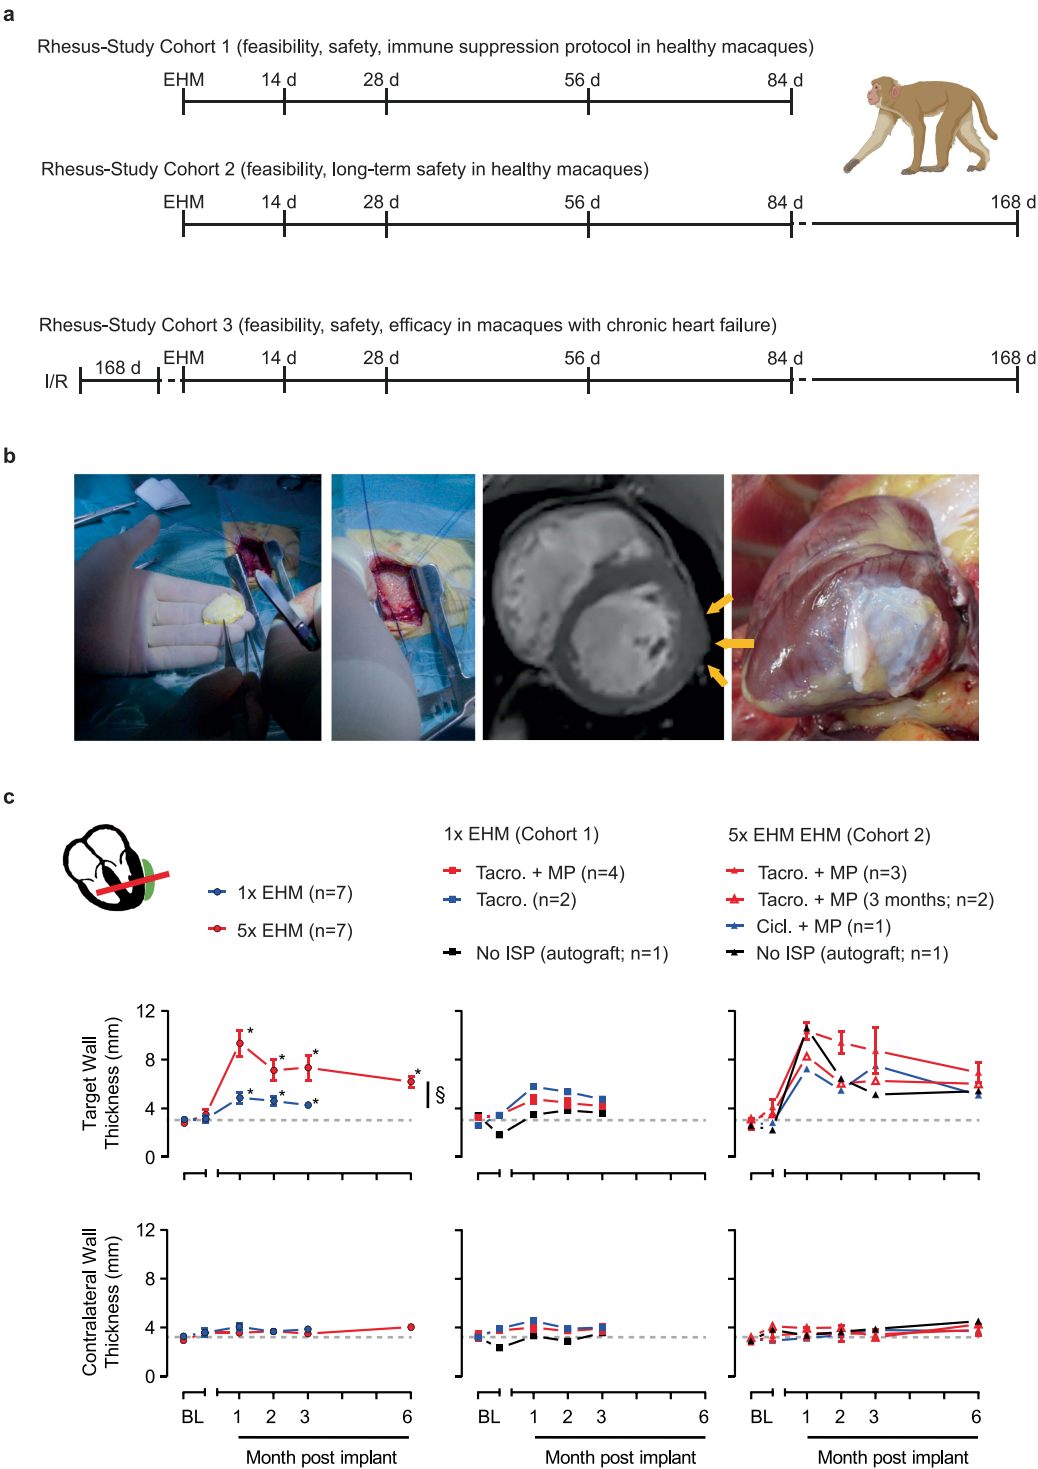 a
Rhesus-Study Cohort 1 (feasibility, safety, immune suppression protocol in healthy macaques)
EHM 14 d 28 d 56 d 84 d
Rhesus-Study Cohort 2 (feasibility, long-term safety in healthy macaques)
EHM 14 d 28 d 56 d 84 d 168 d
Rhesus-Study Cohort 3 (feasibility, safety, efficacy in macaques with chronic heart failure)
I/R 168 d EHM 14 d 28 d 56 d 84 d 168 d
b
c
1x EHM (n=7)
5x EHM (n=7)
1x EHM (Cohort 1)
Tacro. + MP (n=4)
Tacro. (n=2)
No ISP (autograft; n=1)
5x EHM EHM (Cohort 2)
Tacro. + MP (n=3)
Tacro. + MP (3 months; n=2)
Cicl. + MP (n=1)
No ISP (autograft; n=1)
Target Wall
Thickness (mm)
12
8
4
0
* * * *
* * *
§
Contralateral Wall
Thickness (mm)
12
8
4
0
BL 1 2 3 6
Month post implant
BL 1 2 3 6
Month post implant
BL 1 2 3 6
Month post implant